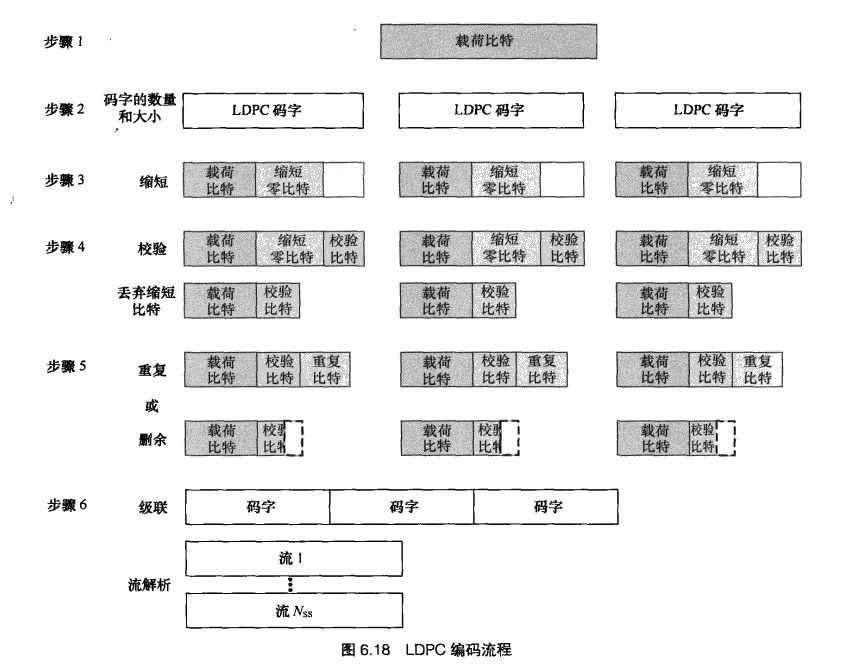 步骤 1
载荷比特
步骤 2
码字的数量
和大小
LDPC 码字
LDPC 码字
LDPC 码字
步骤 3
缩短
载荷
比特
缩短
零比特
载荷
比特
缩短
零比特
载荷
比特
缩短
零比特
步骤 4
校验
载荷
比特
缩短
零比特
校验
比特
载荷
比特
缩短
零比特
校验
比特
载荷
比特
缩短
零比特
校验
比特
丢弃缩短
比特
载荷
比特
校验
比特
载荷
比特
校验
比特
载荷
比特
校验
比特
步骤 5
重复
载荷
比特
校验
比特
重复
比特
载荷
比特
校验
比特
重复
比特
载荷
比特
校验
比特
重复
比特
或
删余
载荷
比特
校验
比特
载荷
比特
校验
比特
载荷
比特
校验
比特
步骤 6
级联
码字
码字
码字
流解析
流 1
流 Nss
图 6.18 LDPC 编码流程